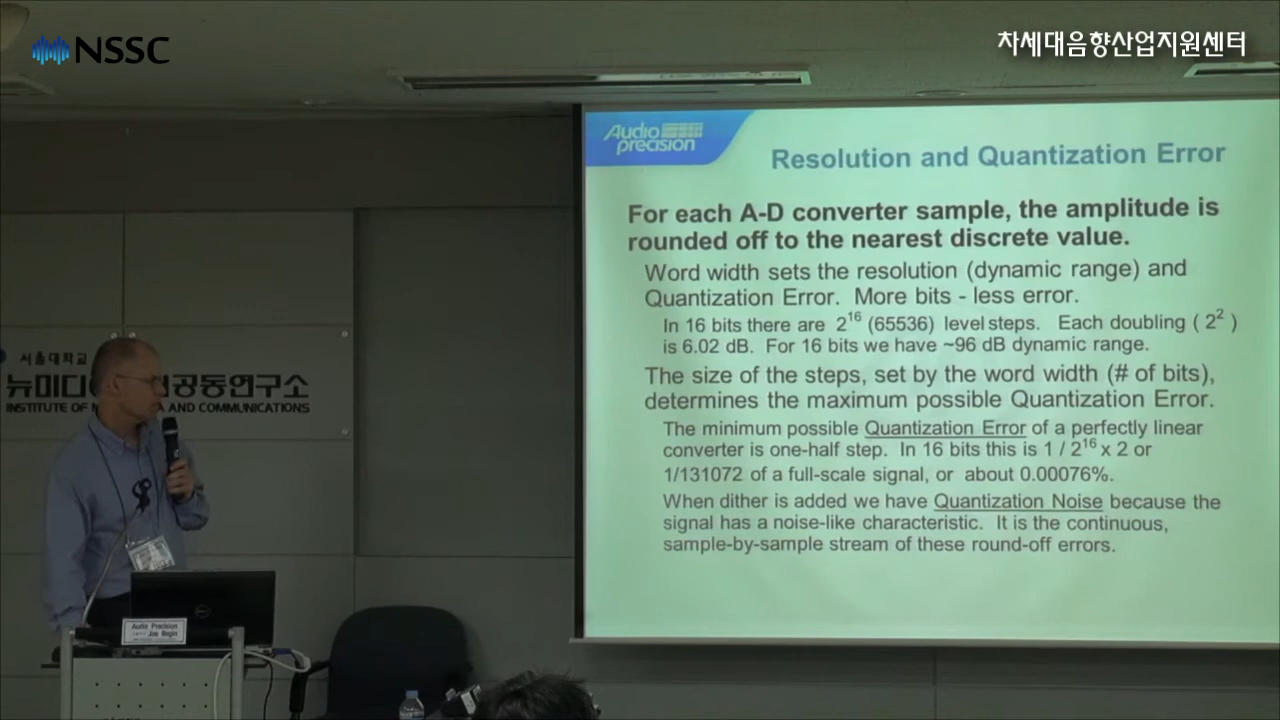 NSSC
차세대음향산업지원센터
Audio precision
Resolution and Quantization Error
For each A-D converter sample, the amplitude is
rounded off to the nearest discrete value.
Word width sets the resolution (dynamic range) and
Quantization Error. More bits - less error.
In 16 bits there are 2^16 (65536) level steps. Each doubling ( 2^2 )
is 6.02 dB. For 16 bits we have ~96 dB dynamic range.
The size of the steps, set by the word width (# of bits),
determines the maximum possible Quantization Error.
The minimum possible Quantization Error of a perfectly linear
converter is one-half step. In 16 bits this is 1 / 2^16 x 2 or
1/131072 of a full-scale signal, or about 0.00076%.
When dither is added we have Quantization Noise because the
signal has a noise-like characteristic. It is the continuous,
sample-by-sample stream of these round-off errors.
서울대학교
뉴미디 공동연구소
INSTITUTE OF A AND COMMUNICATIONS
Audio Precision
Joe Begin
DELL